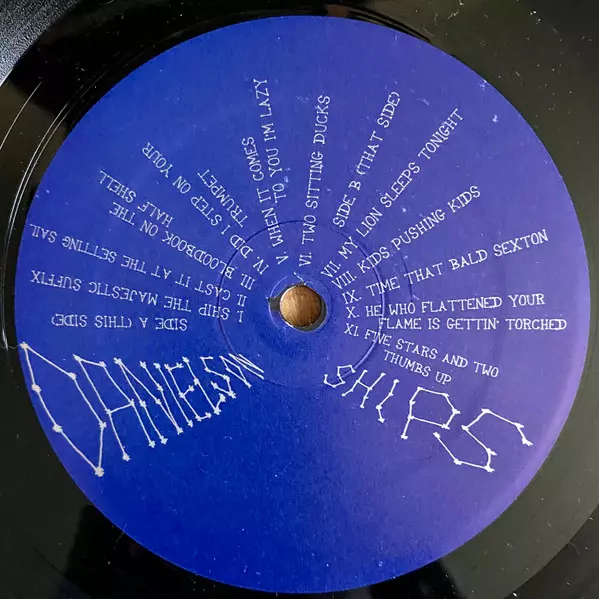 SIDE A (THIS SIDE)
I. SHIP THE MAJESTIC SUFFIX
II. CAST IT AT THE SETTING SAIL
III. BLOODBOOK ON THE
HALF SHELL
IV. DID I STEP ON YOUR
TRUMPET
V. WHEN IT COMES
TO YOU I'M LAZY
VI. TWO SITTING DUCKS
SIDE B (THAT SIDE)
VII. MY LION SLEEPS TONIGHT
VIII. KIDS PUSHING KIDS
IX. TIME THAT BALD SEXTON
X. HE WHO FLATTENED YOUR
FLAME IS GETTIN' TORCHED
XI. FIVE STARS AND TWO
THUMBS UP
DANIELSON
SHIPS